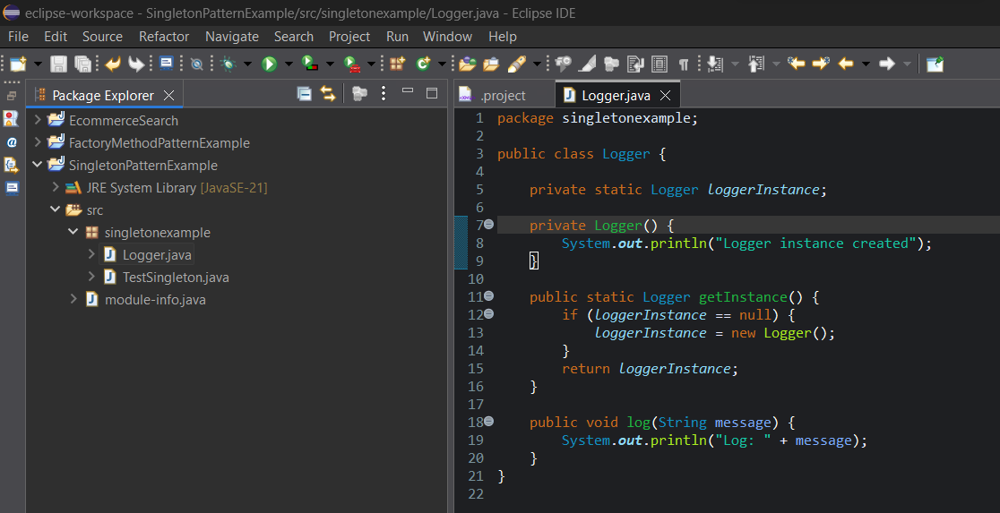 eclipse-workspace - SingletonPatternExample/src/singletonexample/Logger.java - Eclipse IDE
File Edit Source Refactor Navigate Search Project Run Window Help
Package Explorer
EcommerceSearch
FactoryMethodPatternExample
SingletonPatternExample
JRE System Library [JavaSE-21]
src
singletonexample
Logger.java
TestSingleton.java
module-info.java
.project Logger.java
1 package singletonexample;
2
3 public class Logger {
4
5     private static Logger loggerInstance;
6
7     private Logger() {
8         System.out.println("Logger instance created");
9     }
10
11     public static Logger getInstance() {
12         if (loggerInstance == null) {
13             loggerInstance = new Logger();
14         }
15         return loggerInstance;
16     }
17
18     public void log(String message) {
19         System.out.println("Log: " + message);
20     }
21 }
22